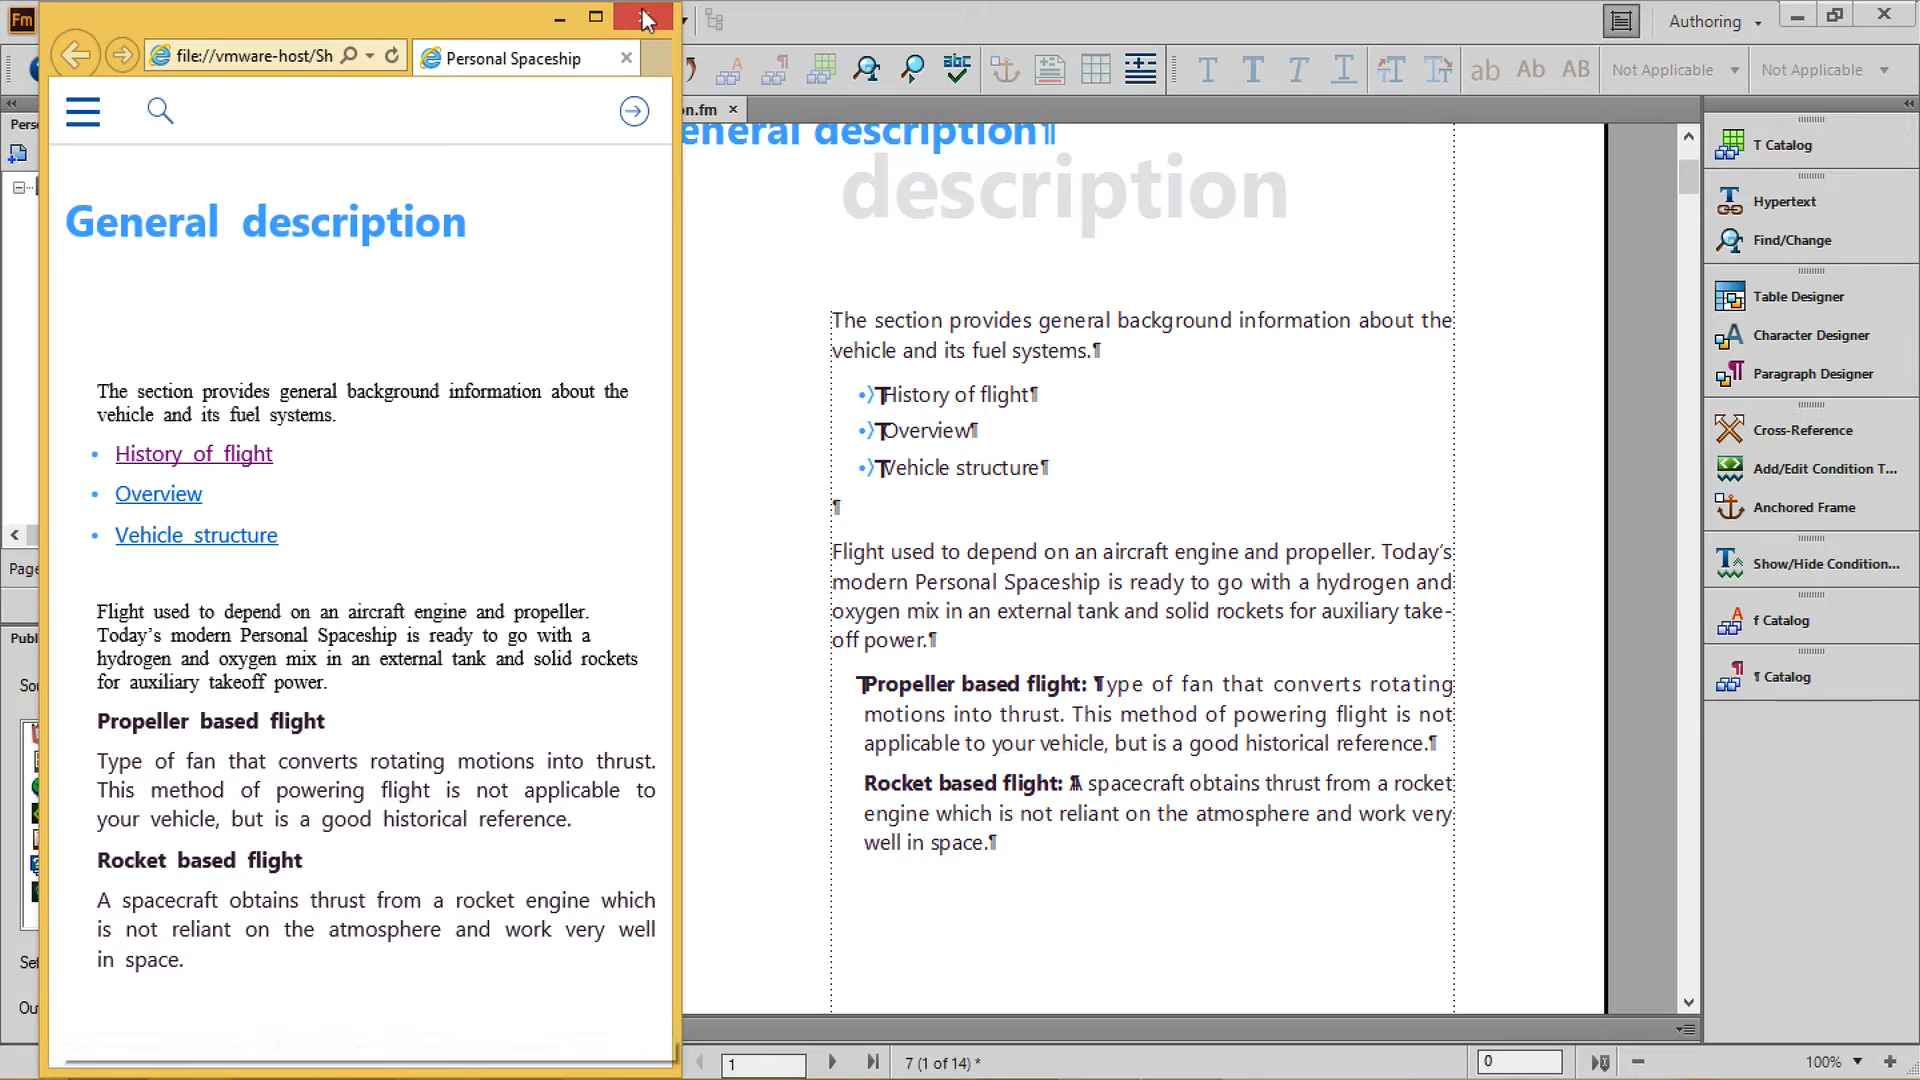 Fm
Authoring
file://vmware-host/Sh
Personal Spaceship
abc
T T T T
ab Ab AB
Not Applicable
Not Applicable
n.fm
General description
The section provides general background information about the
vehicle and its fuel systems.
• History of flight
• Overview
• Vehicle structure
Flight used to depend on an aircraft engine and propeller.
Today's modern Personal Spaceship is ready to go with a
hydrogen and oxygen mix in an external tank and solid rockets
for auxiliary takeoff power.
Propeller based flight
Type of fan that converts rotating motions into thrust.
This method of powering flight is not applicable to
your vehicle, but is a good historical reference.
Rocket based flight
A spacecraft obtains thrust from a rocket engine which
is not reliant on the atmosphere and work very well
in space.
Perso
Page
Publ
Sou
Set
Out
eneral description¶
description
The section provides general background information about the
vehicle and its fuel systems.¶
•⟩History of flight¶
•⟩Overview¶
•⟩Vehicle structure¶
¶
Flight used to depend on an aircraft engine and propeller. Today’s
modern Personal Spaceship is ready to go with a hydrogen and
oxygen mix in an external tank and solid rockets for auxiliary take-
off power.¶
Propeller based flight: ¶Type of fan that converts rotating
motions into thrust. This method of powering flight is not
applicable to your vehicle, but is a good historical reference.¶
Rocket based flight: ¶A spacecraft obtains thrust from a rocket
engine which is not reliant on the atmosphere and work very
well in space.¶
T Catalog
Hypertext
Find/Change
Table Designer
Character Designer
Paragraph Designer
Cross-Reference
Add/Edit Condition T...
Anchored Frame
Show/Hide Condition...
f Catalog
¶ Catalog
1
7 (1 of 14) *
0
100%